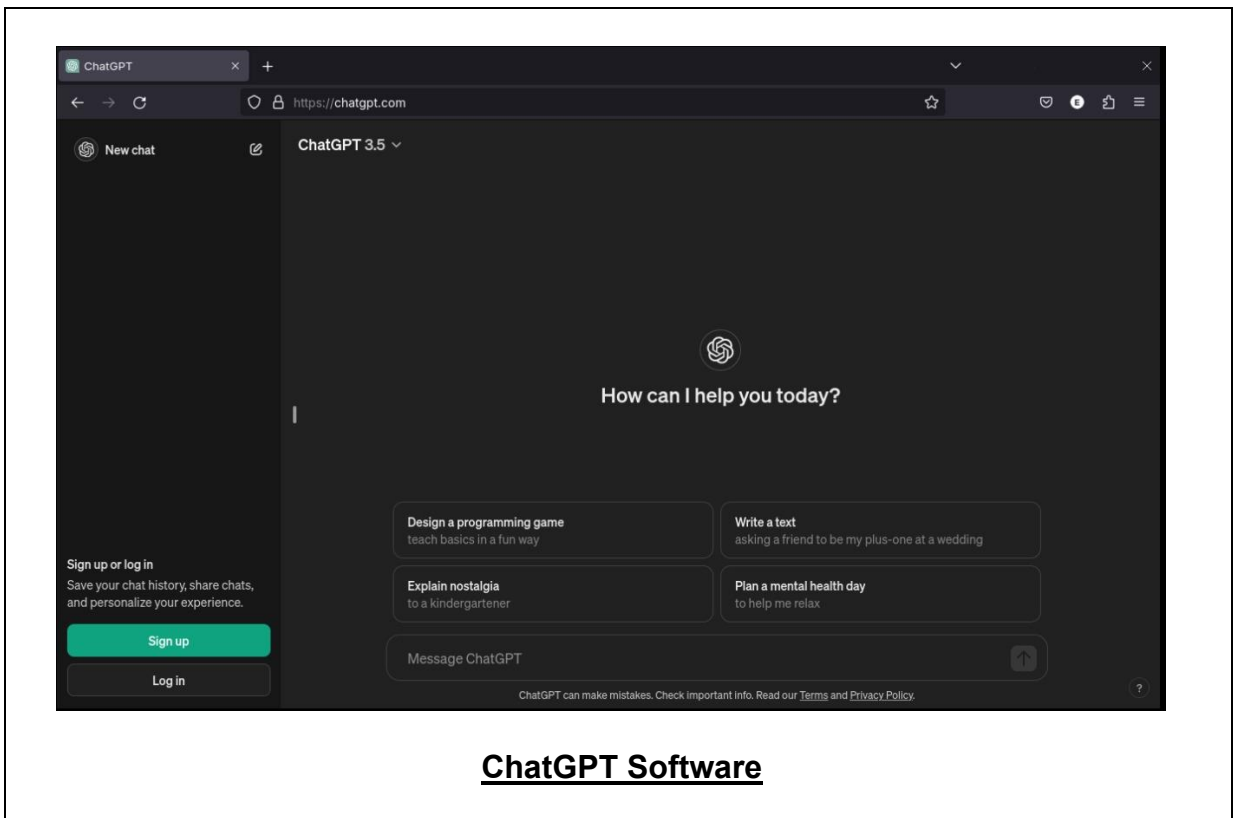 ChatGPT
https://chatgpt.com
E
New chat
ChatGPT 3.5
How can I help you today?
Design a programming game
teach basics in a fun way
Write a text
asking a friend to be my plus-one at a wedding
Explain nostalgia
to a kindergartener
Plan a mental health day
to help me relax
Sign up or log in
Save your chat history, share chats,
and personalize your experience.
Sign up
Log in
Message ChatGPT
ChatGPT can make mistakes. Check important info. Read our Terms and Privacy Policy.
?
ChatGPT Software